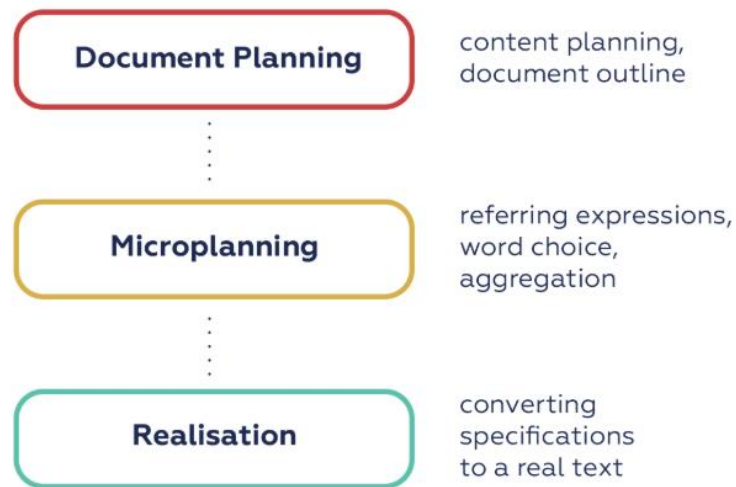 Document Planning
content planning,
document outline
Microplanning
referring expressions,
word choice,
aggregation
Realisation
converting
specifications
to a real text